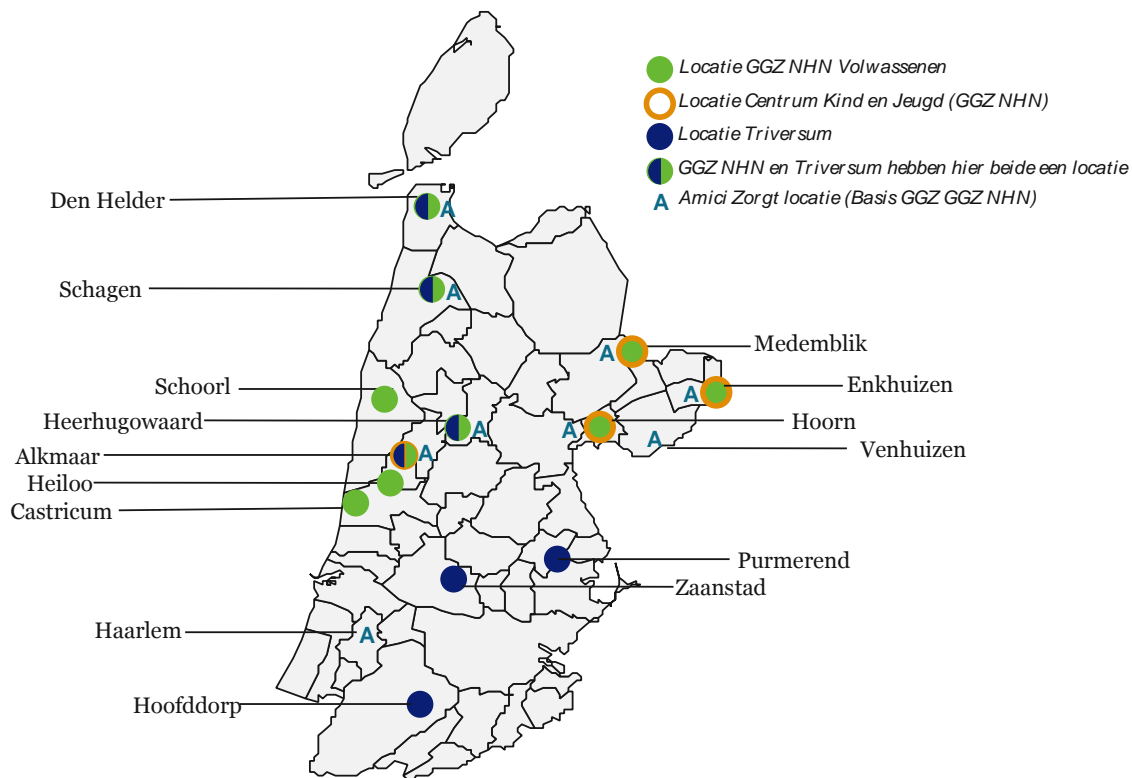 Locatie GGZ NHN Volwassenen
Locatie Centrum Kind en Jeugd (GGZ NHN)
Locatie Triversum
GGZ NHN en Triversum hebben hier beide een locatie
A Amici Zorgt locatie (Basis GGZ GGZ NHN)
Den Helder
A
Schagen
A
Medemblik
A
Schoorl
Enkhuizen
A
Heerhugowaard
A
Hoorn
A
Venhuizen
A
Alkmaar
A
Heiloo
Castricum
Purmerend
Zaanstad
Haarlem
A
Hoofddorp